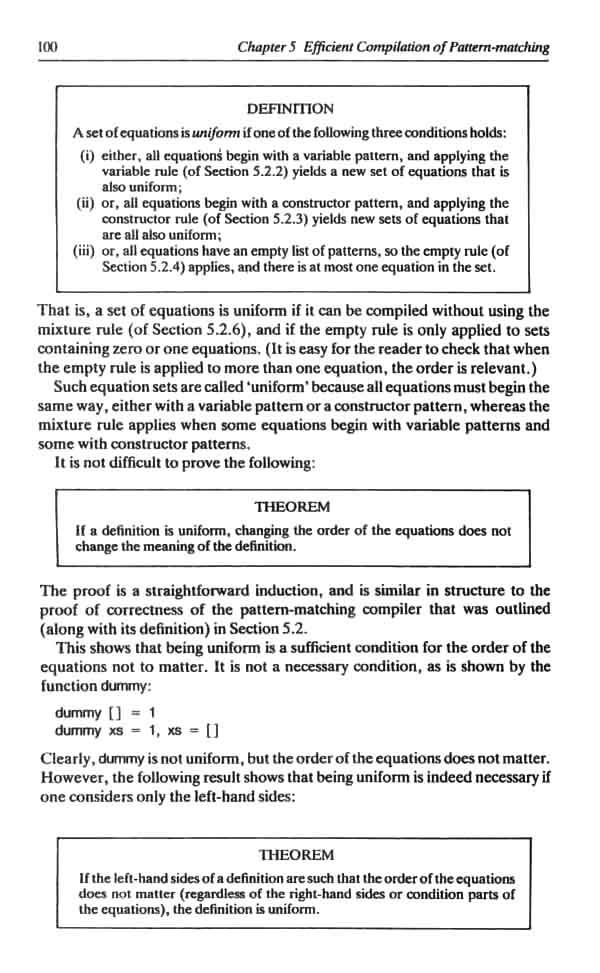 100
Chapter 5 Efficient Compilation of Pattern-matching
DEFINITION
A set of equations is uniform if one of the following three conditions holds:
(i) either, all equations begin with a variable pattern, and applying the
variable rule (of Section 5.2.2) yields a new set of equations that is
also uniform;
(ii) or, all equations begin with a constructor pattern, and applying the
constructor rule (of Section 5.2.3) yields new sets of equations that
are all also uniform;
(iii) or, all equations have an empty list of patterns, so the empty rule (of
Section 5.2.4) applies, and there is at most one equation in the set.
That is, a set of equations is uniform if it can be compiled without using the
mixture rule (of Section 5.2.6), and if the empty rule is only applied to sets
containing zero or one equations. (It is easy for the reader to check that when
the empty rule is applied to more than one equation, the order is relevant.)
Such equation sets are called ‘uniform’ because all equations must begin the
same way, either with a variable pattern or a constructor pattern, whereas the
mixture rule applies when some equations begin with variable patterns and
some with constructor patterns.
It is not difficult to prove the following:
THEOREM
If a definition is uniform, changing the order of the equations does not
change the meaning of the definition.
The proof is a straightforward induction, and is similar in structure to the
proof of correctness of the pattern-matching compiler that was outlined
(along with its definition) in Section 5.2.
This shows that being uniform is a sufficient condition for the order of the
equations not to matter. It is not a necessary condition, as is shown by the
function dummy:
dummy [] = 1
dummy xs = 1, xs = []
Clearly, dummy is not uniform, but the order of the equations does not matter.
However, the following result shows that being uniform is indeed necessary if
one considers only the left-hand sides:
THEOREM
If the left-hand sides of a definition are such that the order of the equations
does not matter (regardless of the right-hand sides or condition parts of
the equations), the definition is uniform.